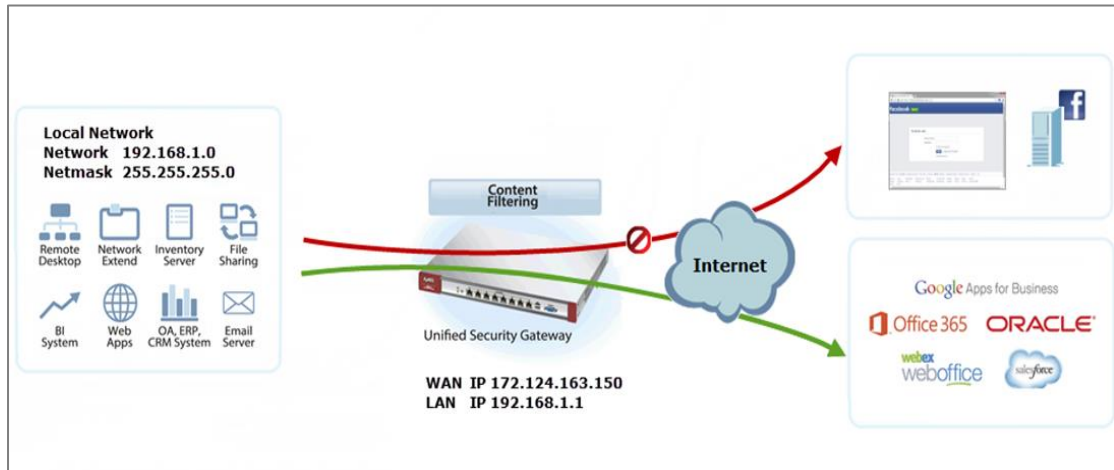 Local Network
Network 192.168.1.0
Netmask 255.255.255.0
Remote Desktop
Network Extend
Inventory Server
File Sharing
BI System
Web Apps
OA, ERP, CRM System
Email Server
Content Filtering
ZyXEL
Unified Security Gateway
WAN IP 172.124.163.150
LAN IP 192.168.1.1
Internet
facebook
f
Google Apps for Business
Office 365
ORACLE
webex
weboffice
salesforce